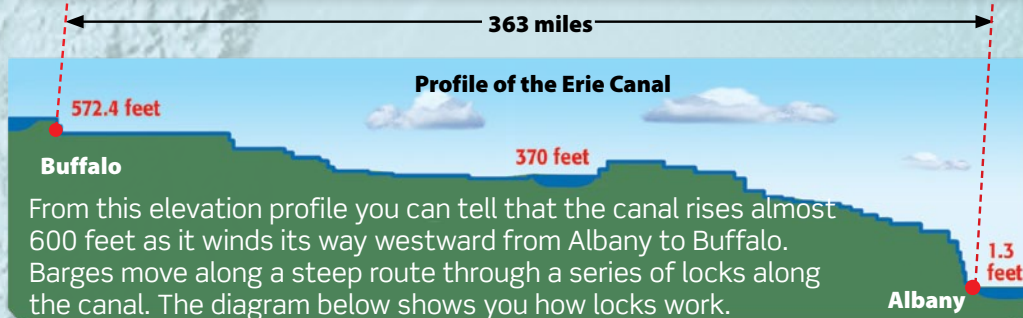 363 miles
Profile of the Erie Canal
572.4 feet
Buffalo
370 feet
From this elevation profile you can tell that the canal rises almost
600 feet as it winds its way westward from Albany to Buffalo.
Barges move along a steep route through a series of locks along
the canal. The diagram below shows you how locks work.
1.3
feet
Albany